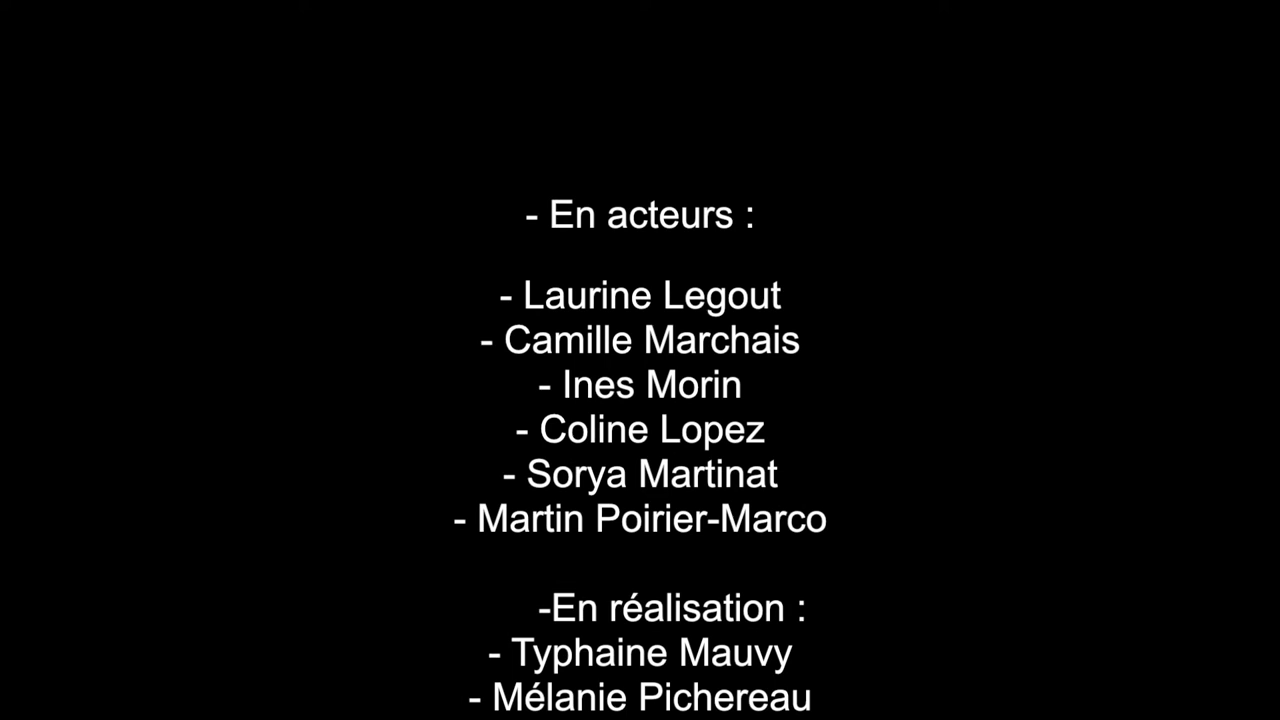 - En acteurs :
- Laurine Legout
- Camille Marchais
- Ines Morin
- Coline Lopez
- Sorya Martinat
- Martin Poirier-Marco
-En réalisation :
- Typhaine Mauvy
- Mélanie Pichereau